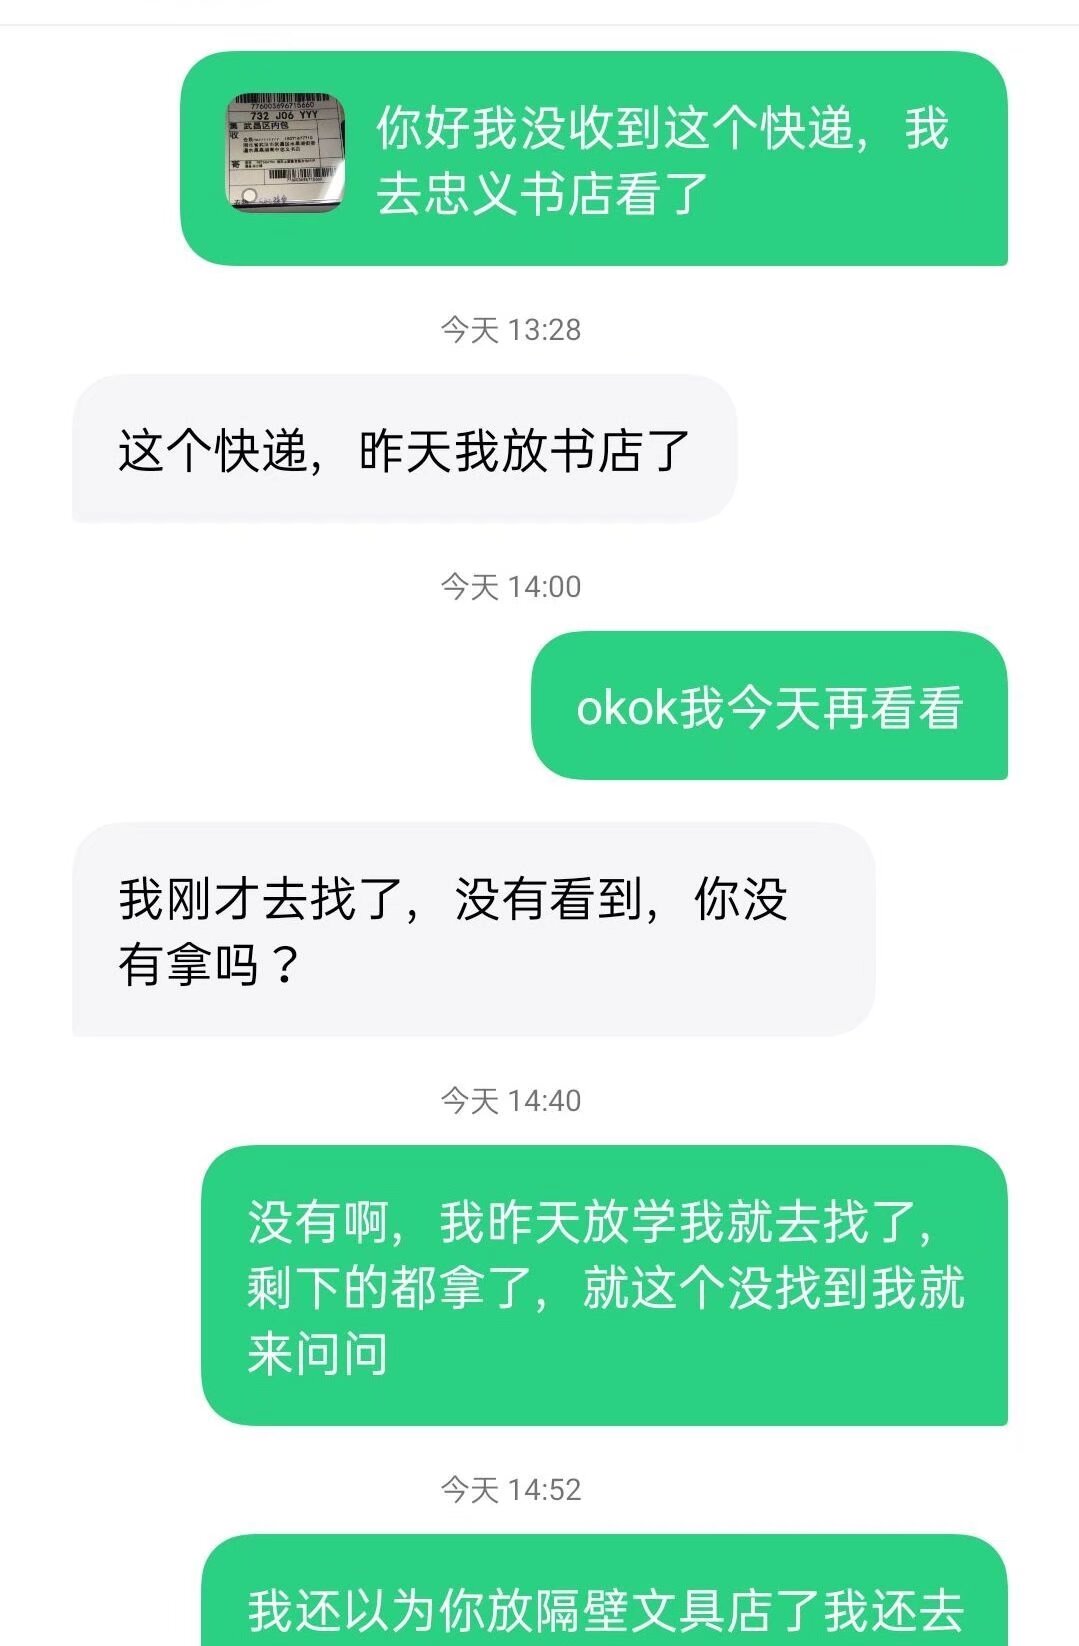 776003696715660
732 J06 YYY
武昌区内包
收
你好我没收到这个快递，我
去忠义书店看了
今天 13:28
这个快递，昨天我放书店了
今天 14:00
okok我今天再看看
我刚才去找了，没有看到，你没
有拿吗？
今天 14:40
没有啊，我昨天放学我就去找了，
剩下的都拿了，就这个没找到我就
来问问
今天 14:52
我还以为你放隔壁文具店了我还去